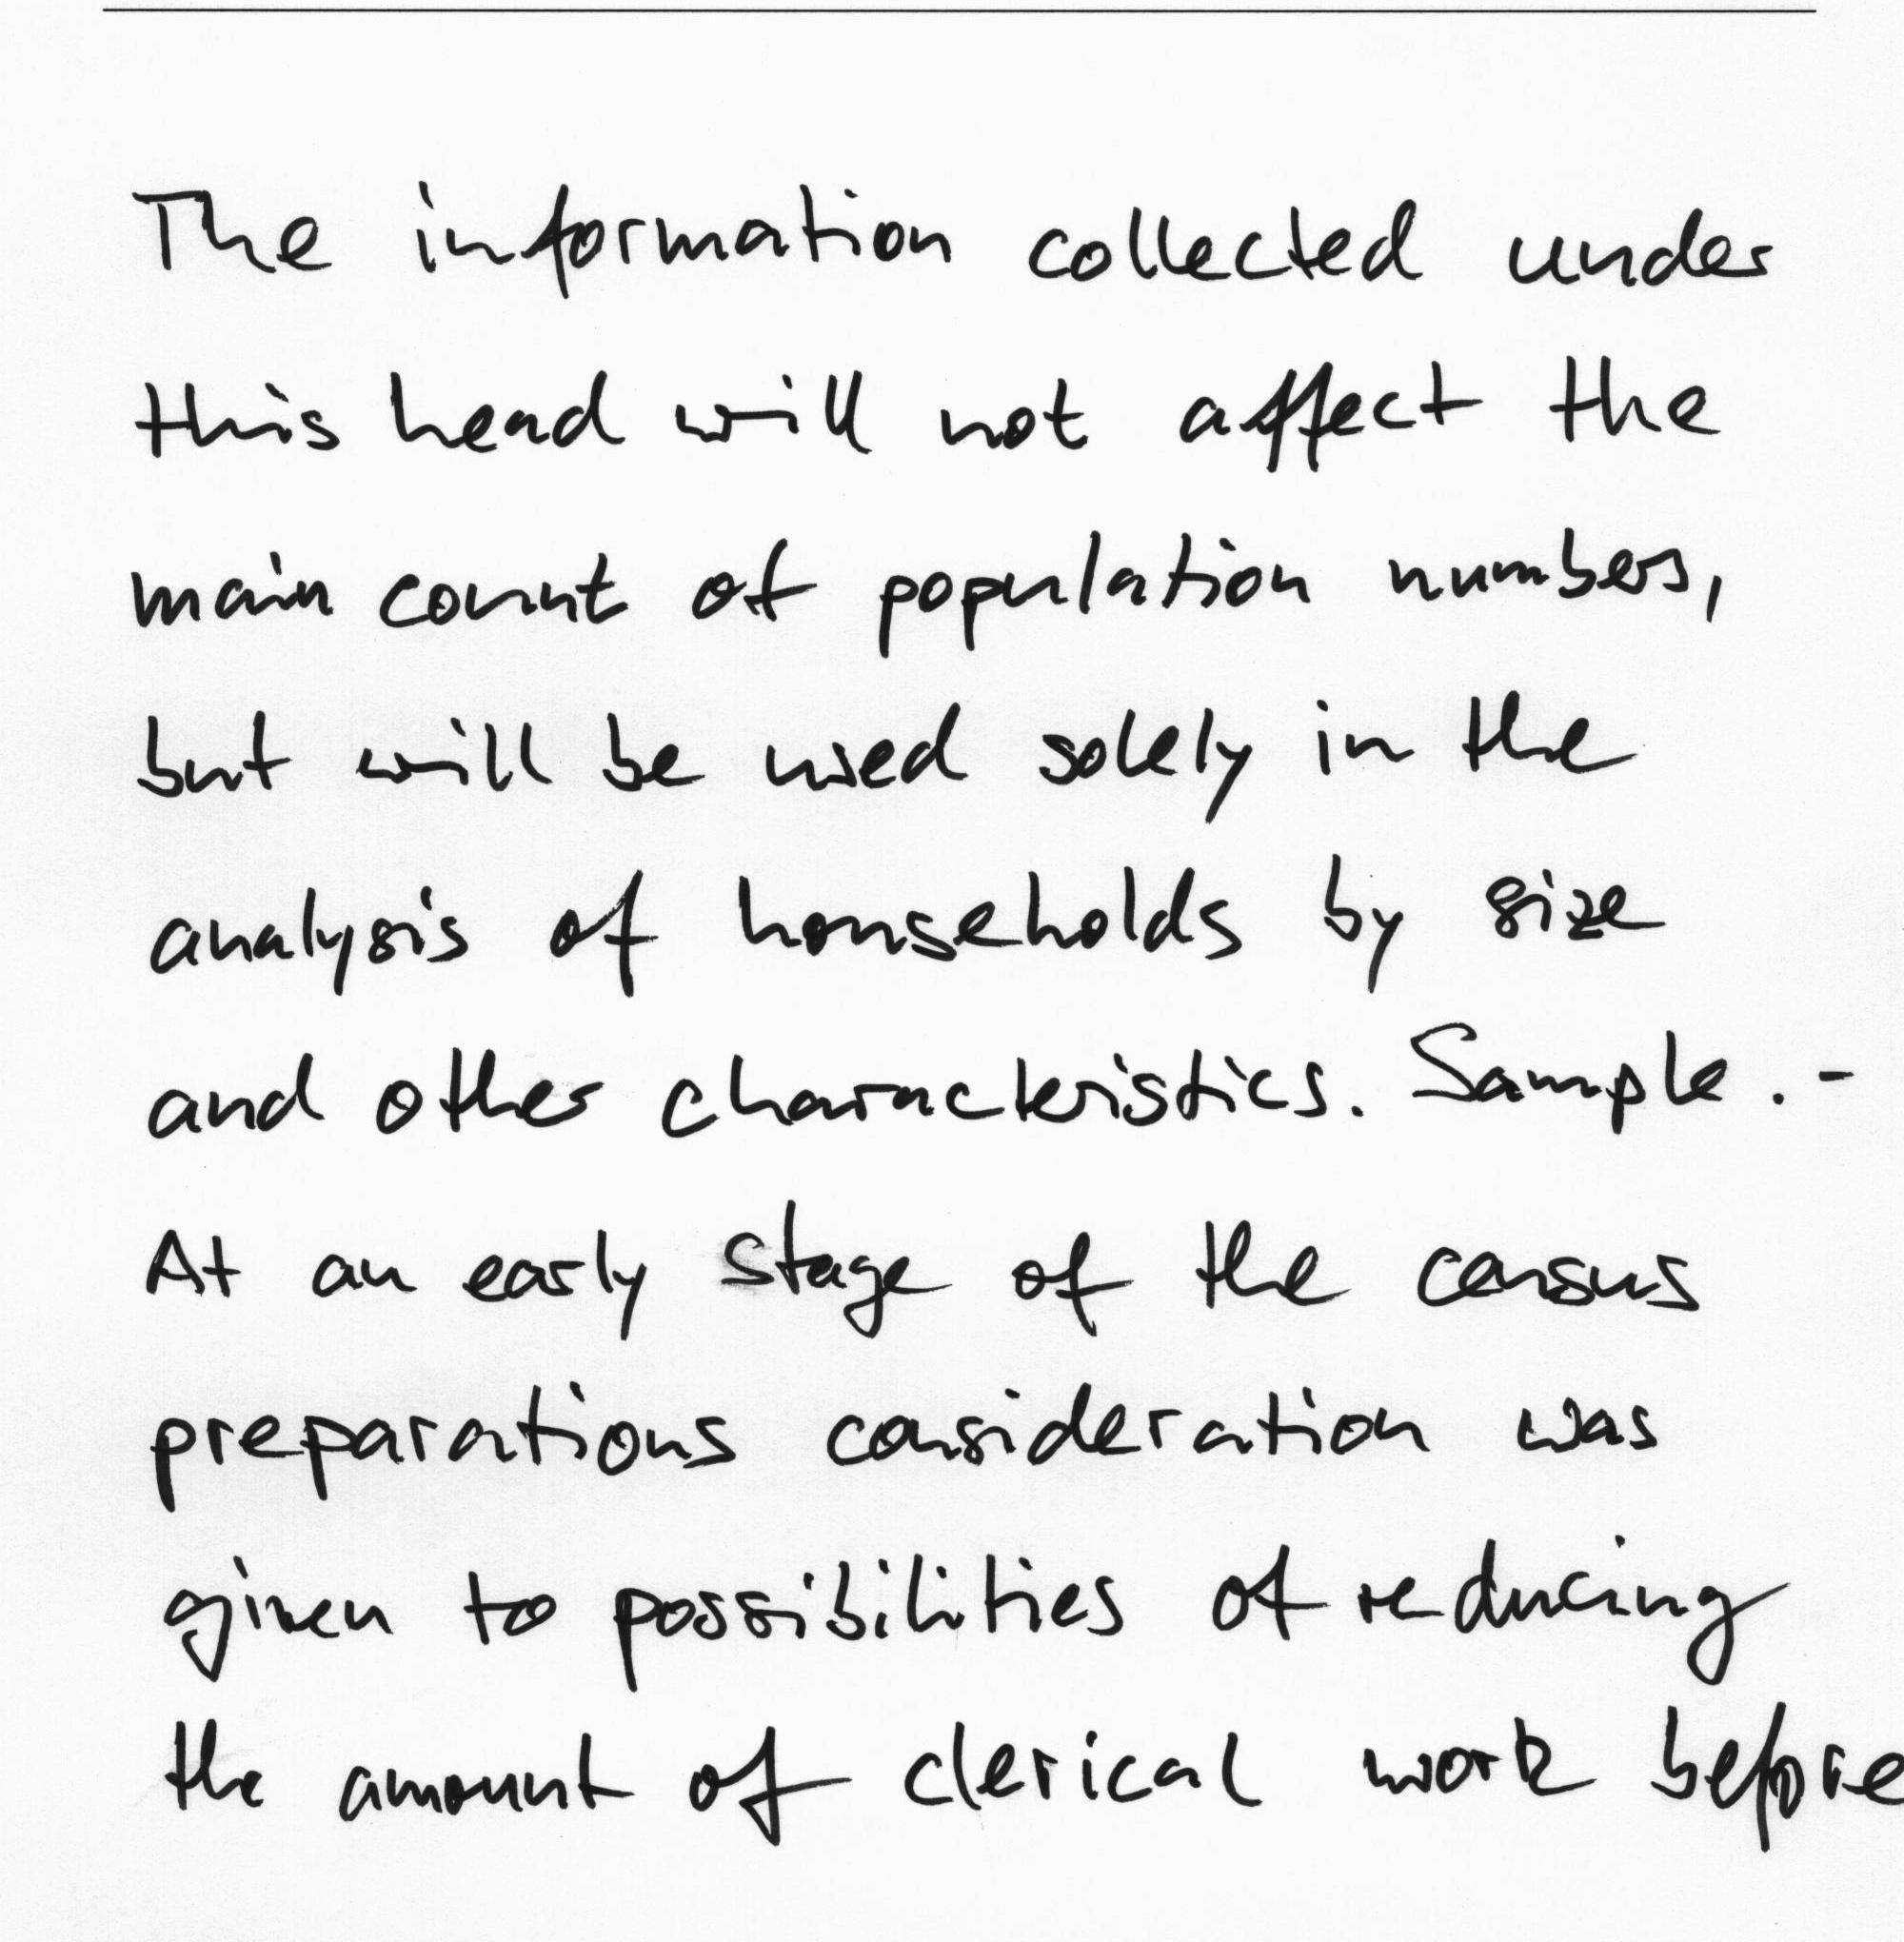 The information collected under
this head will not affect the
main count of population numbers,
but will be used solely in the
analysis of households by size
and other characteristics. Sample. -
At an early stage of the census
preparations consideration was
given to possibilities of reducing
the amount of clerical work before